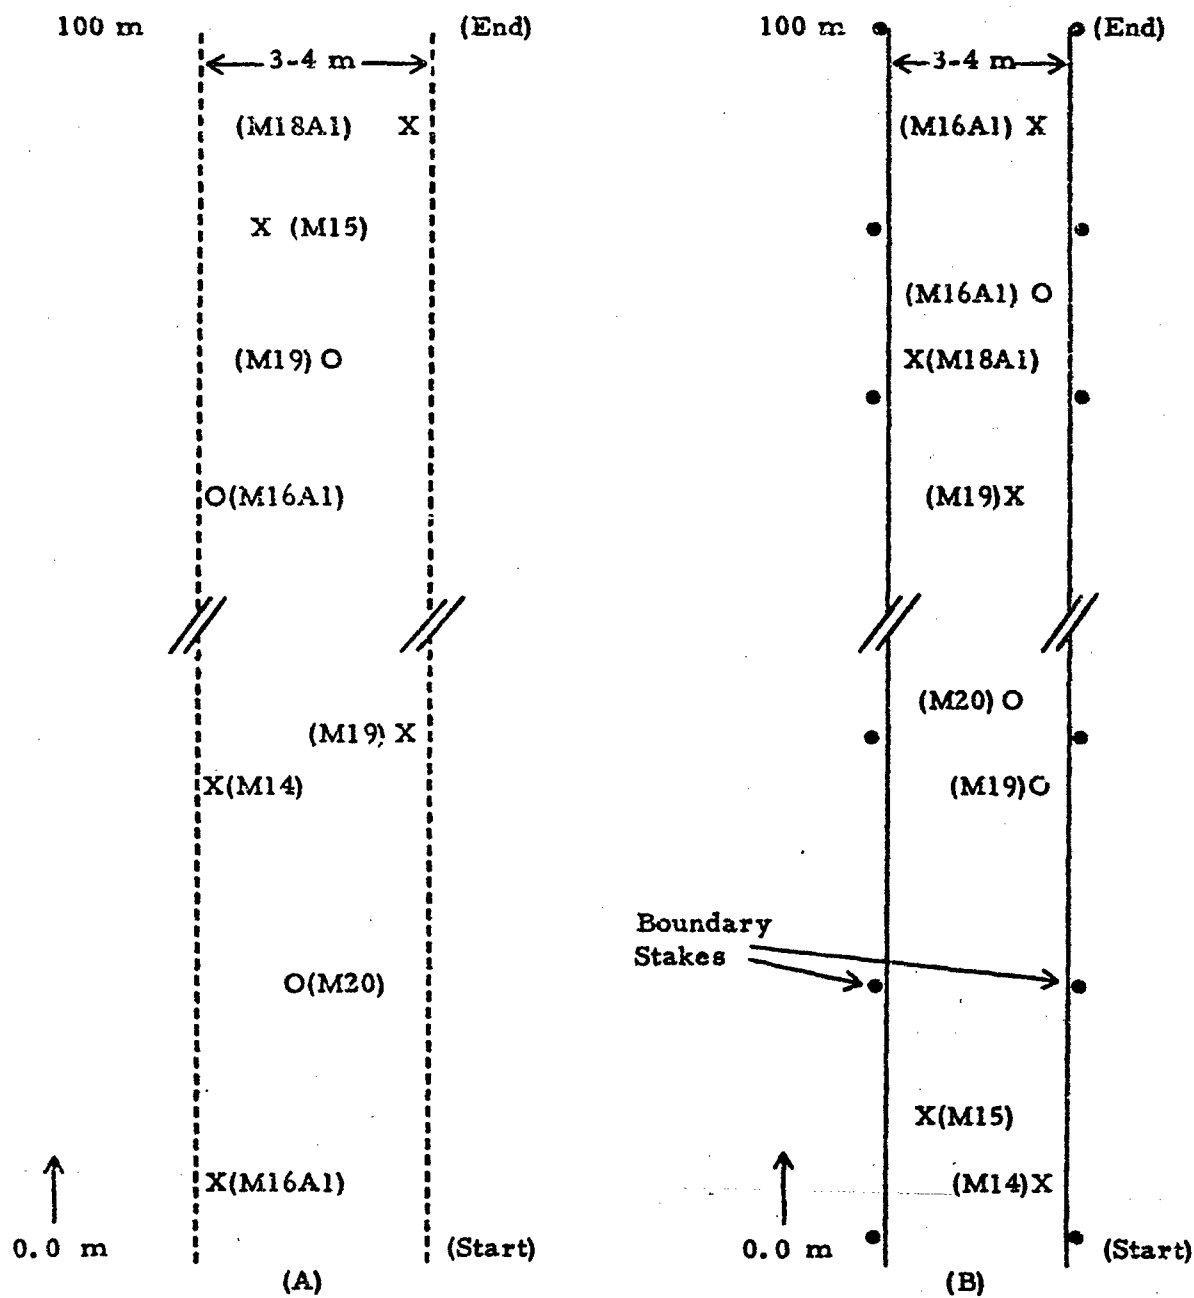 100 m
(End)
3-4 m
(M18A1) X
X (M15)
(M19) O
O(M16A1)
(M19) X
X(M14)
O(M20)
X(M16A1)
0.0 m
(Start)
(A)
100 m
(End)
3-4 m
(M16A1) X
(M16A1) O
X(M18A1)
(M19)X
(M20) O
(M19)O
Boundary
Stakes
X(M15)
(M14)X
0.0 m
(Start)
(B)